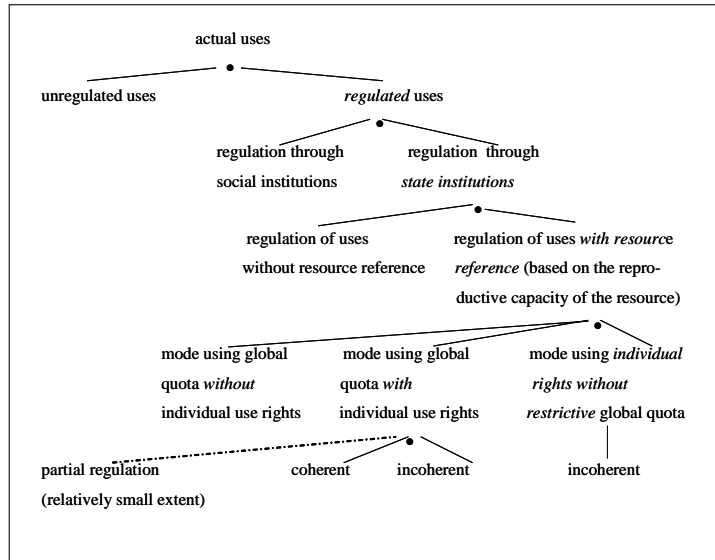 actual uses
unregulated uses
regulated uses
regulation through
social institutions
regulation through
state institutions
regulation of uses
without resource reference
regulation of uses with resource
reference (based on the repro-
ductive capacity of the resource)
mode using global
quota without
individual use rights
mode using global
quota with
individual use rights
mode using individual
rights without
restrictive global quota
partial regulation
(relatively small extent)
coherent
incoherent
incoherent